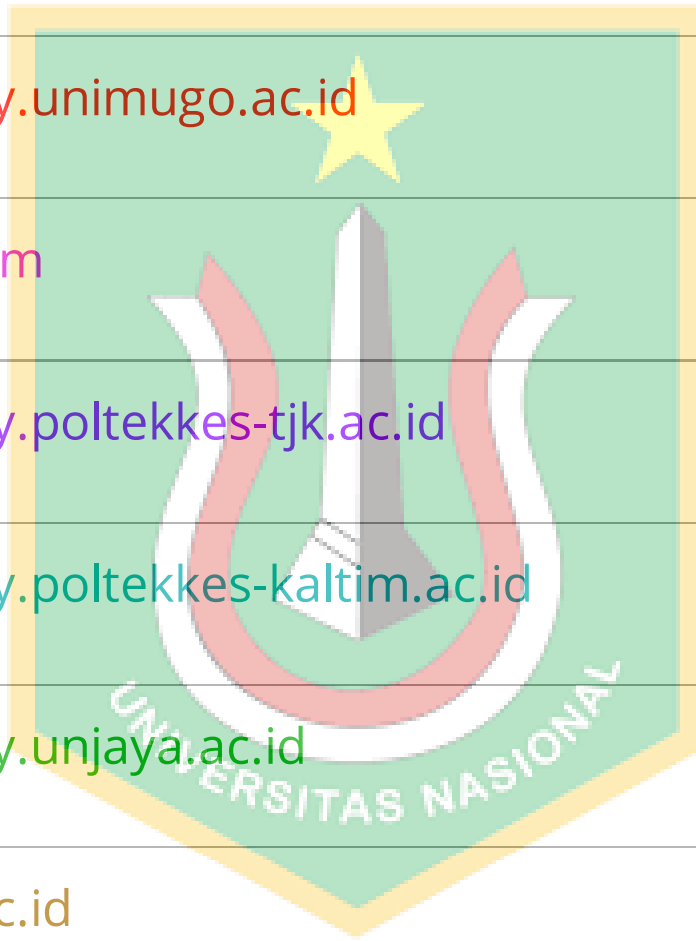 y.unimugo.ac.id
m
y.poltekkes-tjk.ac.id
y.poltekkes-kaltim.ac.id
y.unjaya.ac.id
UNIVERSITAS NASIONAL
c.id